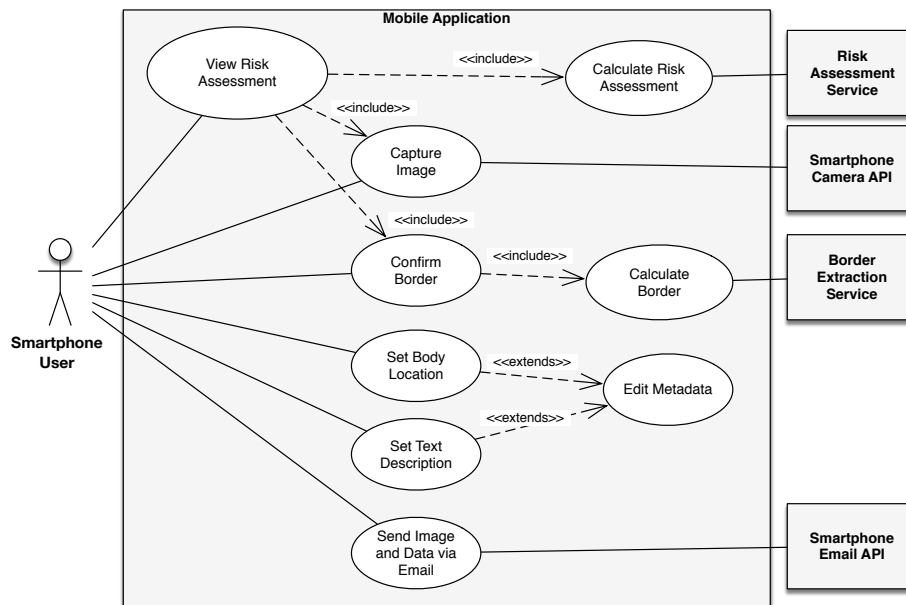 Mobile Application
View Risk
Assessment
<<include>>
Calculate Risk
Assessment
Risk
Assessment
Service
<<include>>
Capture
Image
Smartphone
Camera API
<<include>>
Confirm
Border
<<include>>
Calculate
Border
Border
Extraction
Service
Smartphone
User
Set Body
Location
<<extends>>
Edit Metadata
<<extends>>
Set Text
Description
Send Image
and Data via
Email
Smartphone
Email API